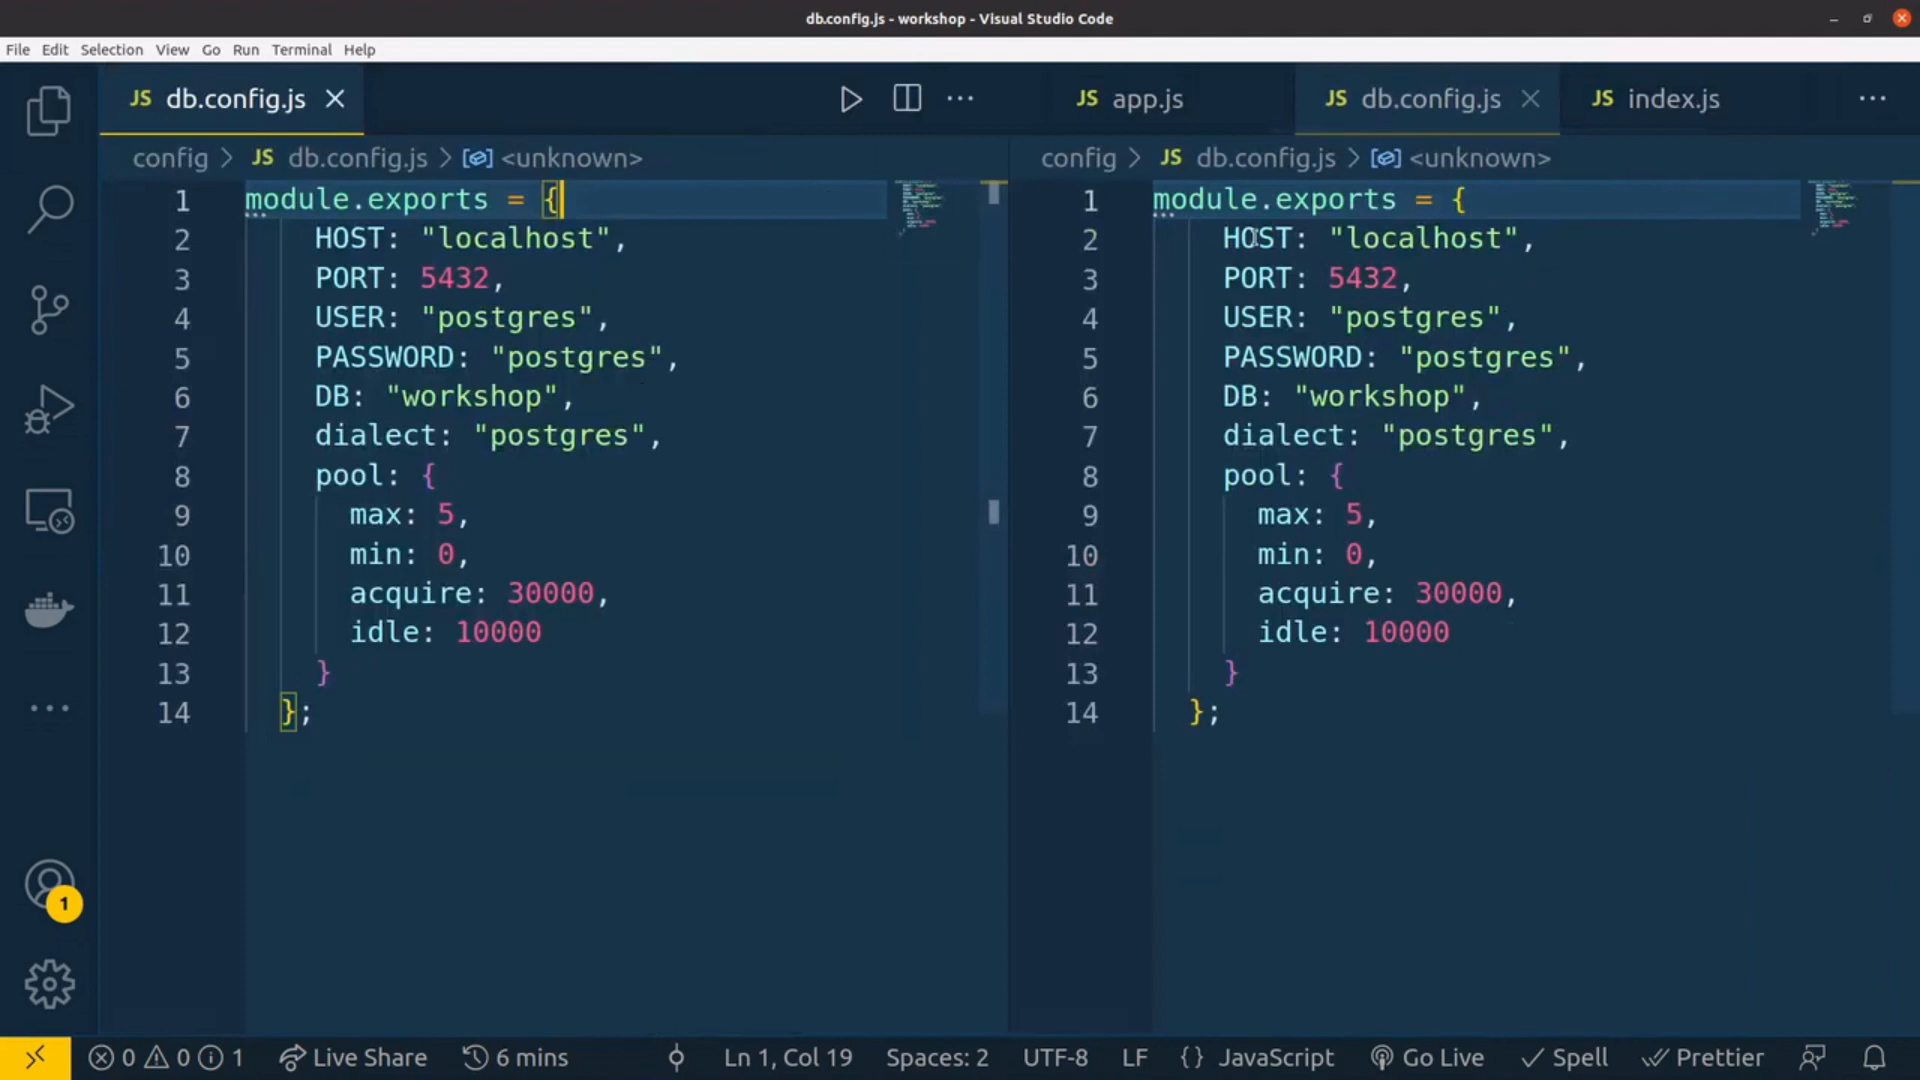 db.config.js - workshop - Visual Studio Code
File Edit Selection View Go Run Terminal Help
JS db.config.js
config > JS db.config.js > <unknown>
1 module.exports = {
2 HOST: "localhost",
3 PORT: 5432,
4 USER: "postgres",
5 PASSWORD: "postgres",
6 DB: "workshop",
7 dialect: "postgres",
8 pool: {
9 max: 5,
10 min: 0,
11 acquire: 30000,
12 idle: 10000
13 }
14 };
JS app.js JS db.config.js JS index.js
config > JS db.config.js > <unknown>
1 module.exports = {
2 HOST: "localhost",
3 PORT: 5432,
4 USER: "postgres",
5 PASSWORD: "postgres",
6 DB: "workshop",
7 dialect: "postgres",
8 pool: {
9 max: 5,
10 min: 0,
11 acquire: 30000,
12 idle: 10000
13 }
14 };
1
0 0 1 Live Share 6 mins Ln 1, Col 19 Spaces: 2 UTF-8 LF {} JavaScript Go Live Spell Prettier